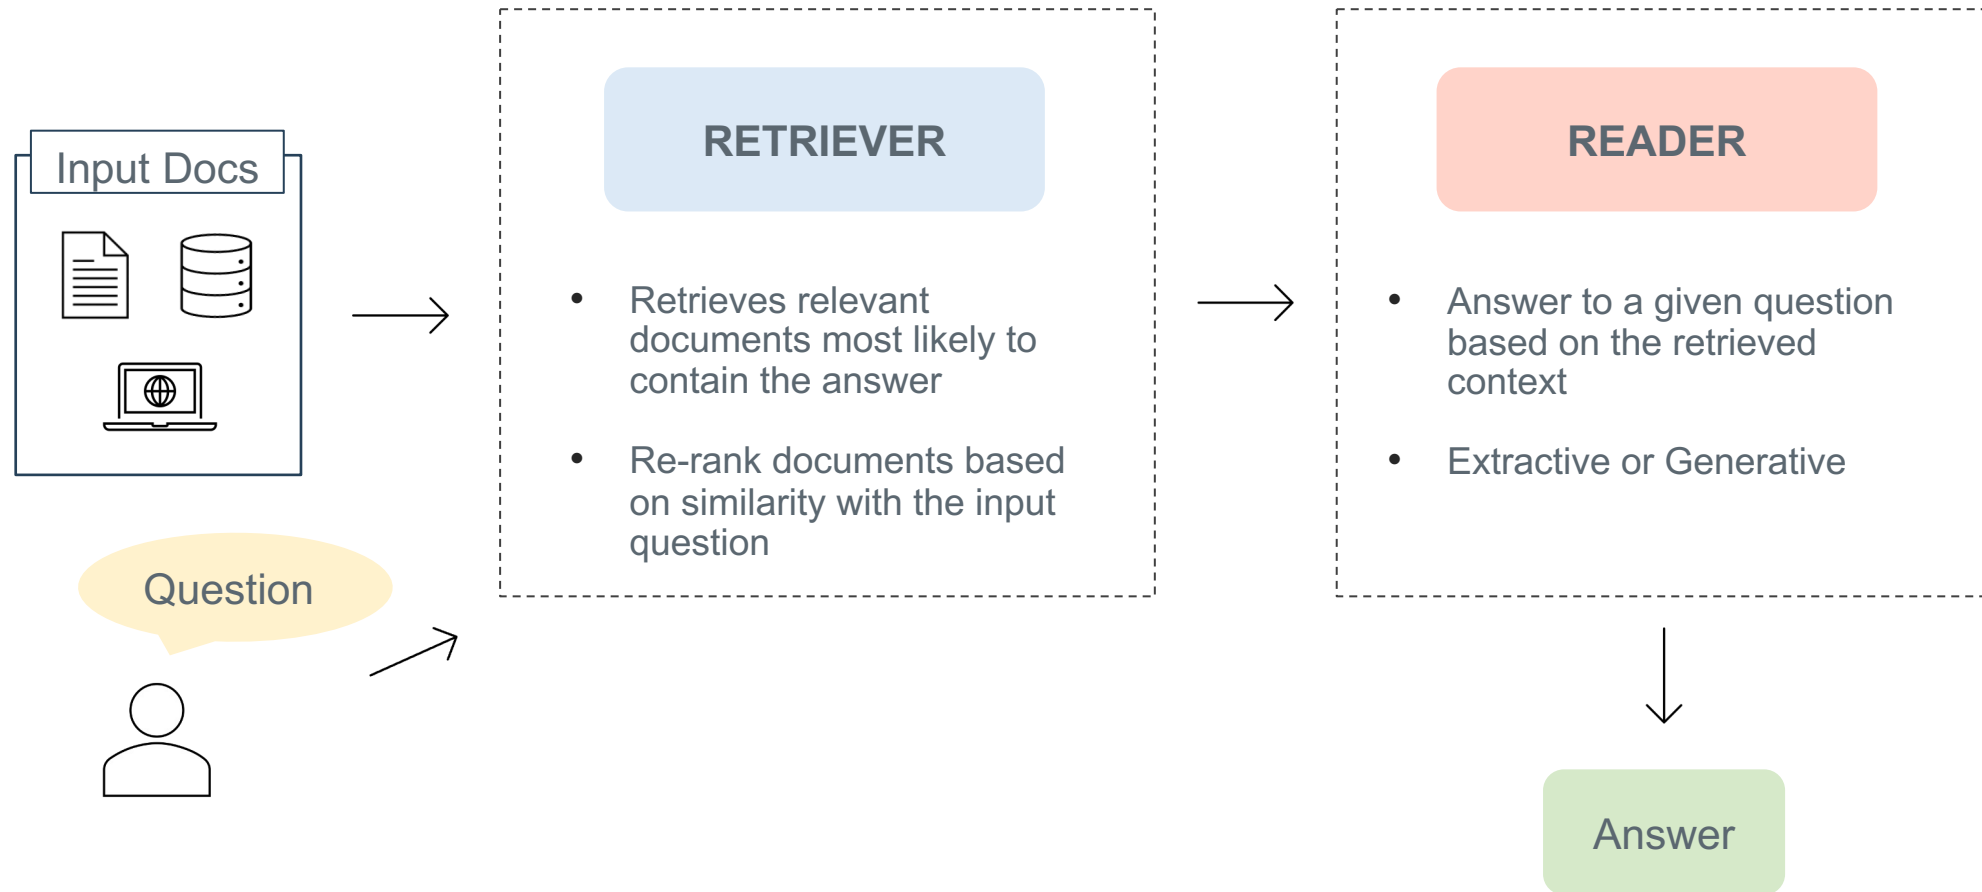 Input Docs
Question
RETRIEVER
• Retrieves relevant
documents most likely to
contain the answer
• Re-rank documents based
on similarity with the input
question
READER
• Answer to a given question
based on the retrieved
context
• Extractive or Generative
Answer